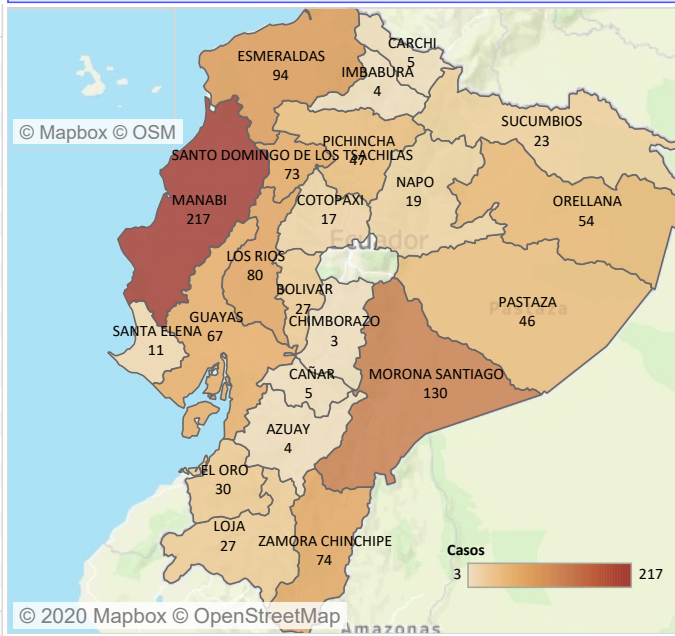 CARCHI
5
ESMERALDAS
94
IMBABURA
4
© Mapbox © OSM
SUCUMBIOS
23
PICHINCHA
47
SANTO DOMINGO DE LOS TSACHILAS
73
NAPO
19
MANABI
217
COTOPAXI
17
ORELLANA
54
Ecuador
LOS RIOS
80
BOLIVAR
27
PASTAZA
46
Pastaza
GUAYAS
67
CHIMBORAZO
3
SANTA ELENA
11
CAÑAR
5
MORONA SANTIAGO
130
AZUAY
4
EL ORO
30
LOJA
27
ZAMORA CHINCHIPE
74
Casos
3 217
© 2020 Mapbox © OpenStreetMap
Amazonas